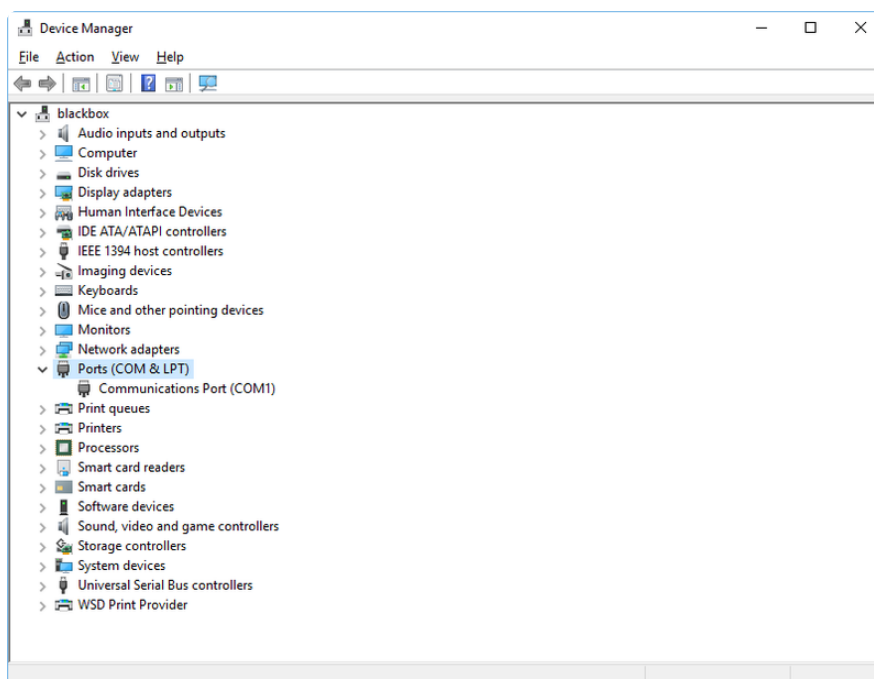 Device Manager
File Action View Help
blackbox
Audio inputs and outputs
Computer
Disk drives
Display adapters
Human Interface Devices
IDE ATA/ATAPI controllers
IEEE 1394 host controllers
Imaging devices
Keyboards
Mice and other pointing devices
Monitors
Network adapters
Ports (COM & LPT)
Communications Port (COM1)
Print queues
Printers
Processors
Smart card readers
Smart cards
Software devices
Sound, video and game controllers
Storage controllers
System devices
Universal Serial Bus controllers
WSD Print Provider